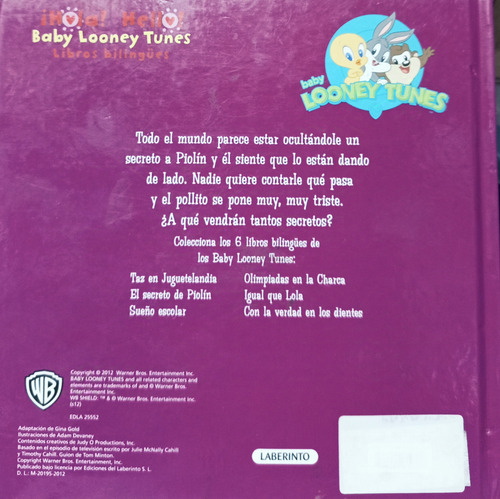 ¡Hola! Hello!
Baby Looney Tunes
Libros bilingües
baby
LOONEY TUNES
Todo el mundo parece estar ocultándole un
secreto a Piolín y él siente que lo están dando
de lado. Nadie quiere contarle qué pasa
y el pollito se pone muy, muy triste.
¿A qué vendrán tantos secretos?
Colecciona los 6 libros bilingües de
los Baby Looney Tunes:
Taz en Juguetelandia
Olimpiadas en la Charca
El secreto de Piolín
Igual que Lola
Sueño escolar
Con la verdad en los dientes
WB
Copyright © 2012 Warner Bros. Entertainment Inc.
BABY LOONEY TUNES and all related characters and
elements are trademarks of and © Warner Bros.
Entertainment Inc.
WB SHIELD: ™ & © Warner Bros. Entertainment Inc.
(s12)
EDLA 25552
Adaptación de Gina Gold
Ilustraciones de Adam Devaney
Contenidos creativos de Judy O Productions, Inc.
Basado en el episodio de televisión escrito por Julie McNally Cahill
y Timothy Cahill. Guion de Tom Minton.
Copyright Warner Bros. Entertainment, Inc.
Publicado bajo licencia por Ediciones del Laberinto S. L.
D. L.: M-20195-2012
LABERINTO